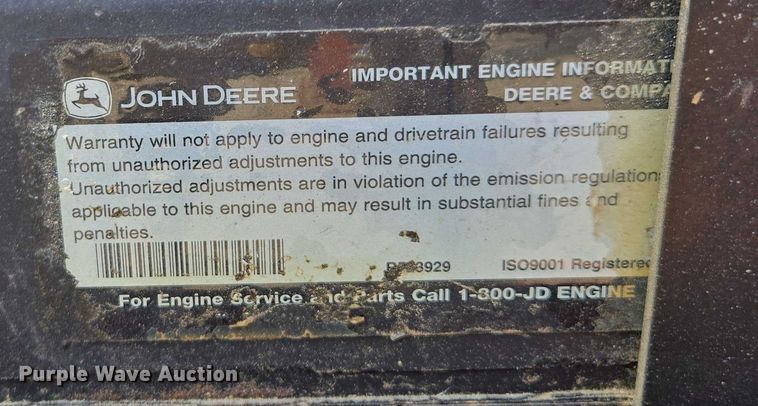 JOHN DEERE
IMPORTANT ENGINE INFORMATI
DEERE & COMPA
Warranty will not apply to engine and drivetrain failures resulting
from unauthorized adjustments to this engine.
Unauthorized adjustments are in violation of the emission regulation
applicable to this engine and may result in substantial fines and
penalties.
ISO9001 Registered
For Engine Service and Parts Call 1-800-JD ENGINE
Purple Wave Auction